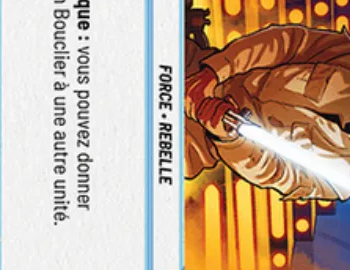 FORCE • REBELLE
que : vous pouvez donner
Bouclier à une autre unité.